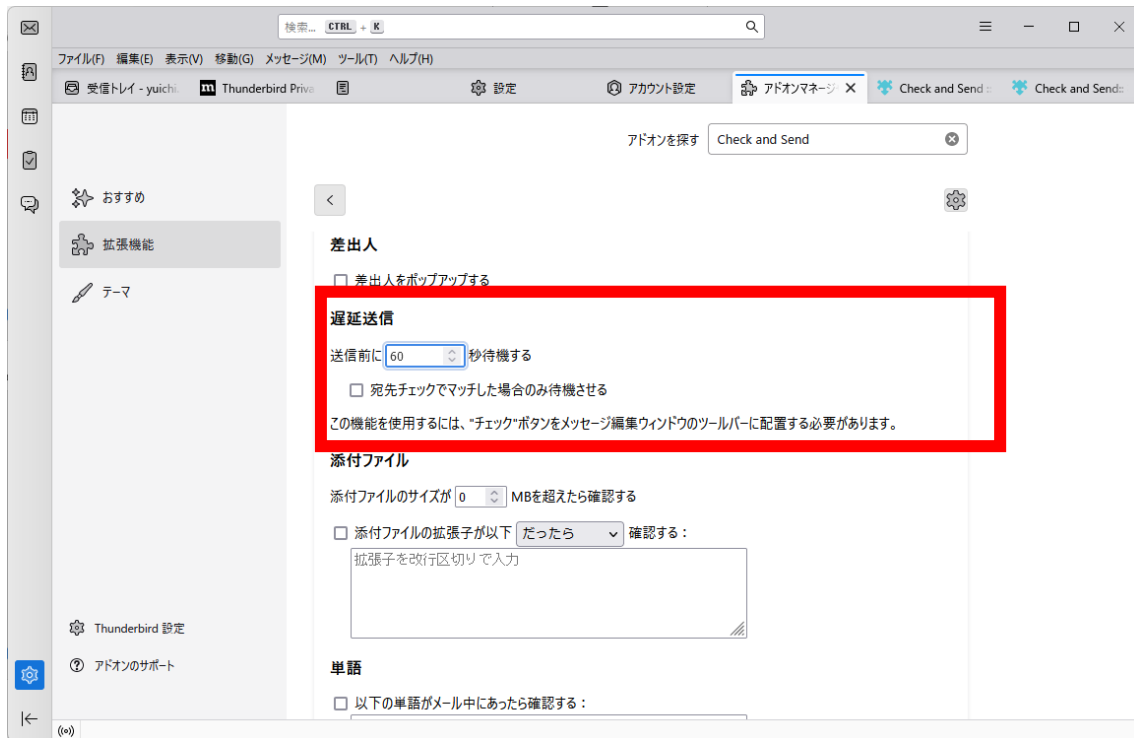 検索... CTRL + K
ファイル(F) 編集(E) 表示(V) 移動(G) メッセージ(M) ツール(T) ヘルプ(H)
受信トレイ - yuichi. Thunderbird Priva 設定 アカウント設定 アドオンマネージ Check and Send :: Check and Send::
アドオンを探す Check and Send
おすすめ
拡張機能
テーマ
差出人
差出人をポップアップする
遅延送信
送信前に 60 秒待機する
宛先チェックでマッチした場合のみ待機させる
この機能を使用するには、"チェック"ボタンをメッセージ編集ウィンドウのツールバーに配置する必要があります。
添付ファイル
添付ファイルのサイズが 0 MBを超えたら確認する
添付ファイルの拡張子が以下 だったら 確認する：
拡張子を改行区切りで入力
Thunderbird 設定
アドオンのサポート
単語
以下の単語がメール中にあったら確認する：